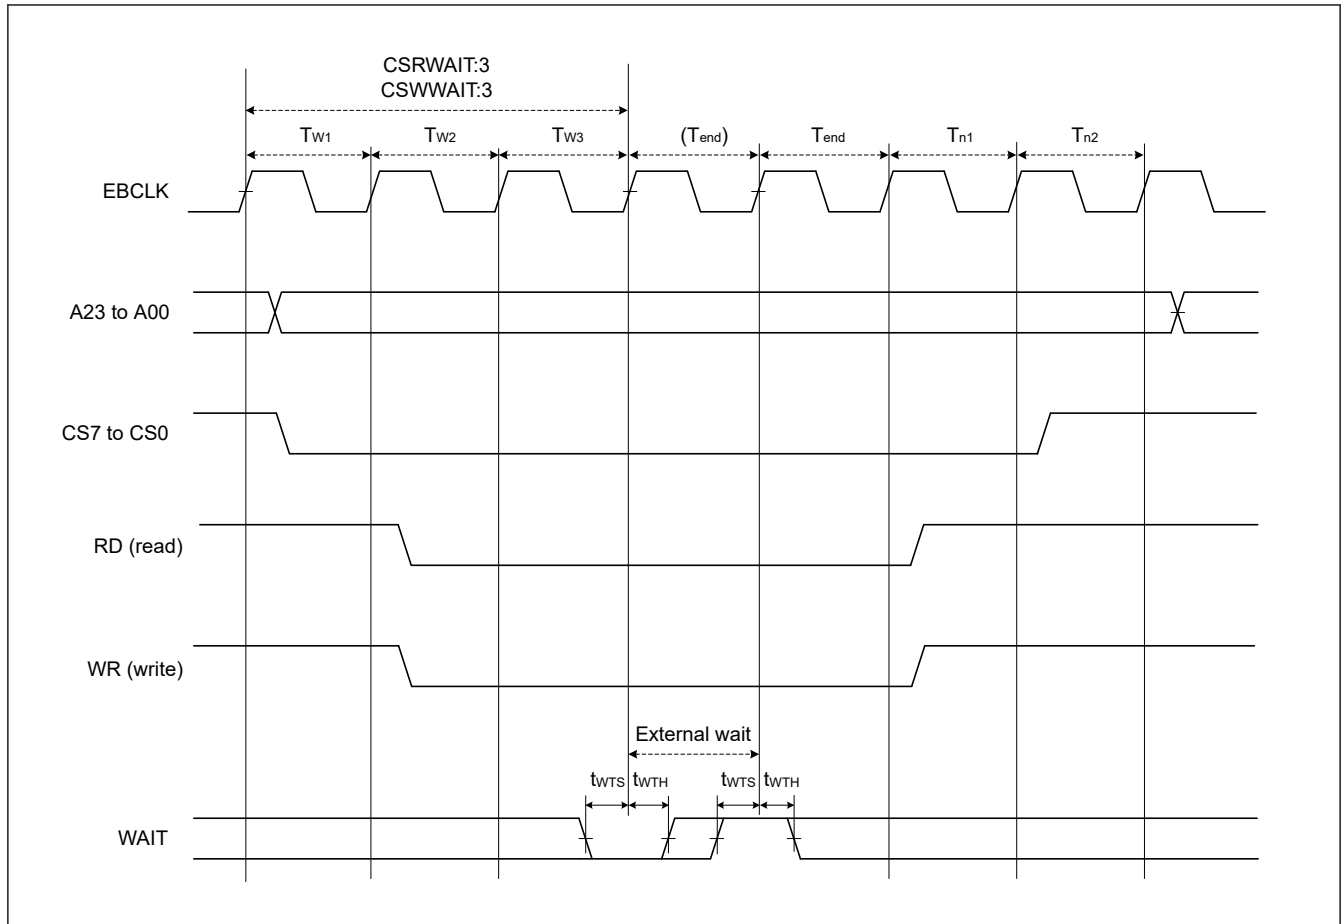 CSRWAIT:3
CSWWAIT:3
TW1 TW2 TW3 (Tend) Tend Tn1 Tn2
EBCLK
A23 to A00
CS7 to CS0
RD (read)
WR (write)
External wait
tWTS tWTH tWTS tWTH
WAIT